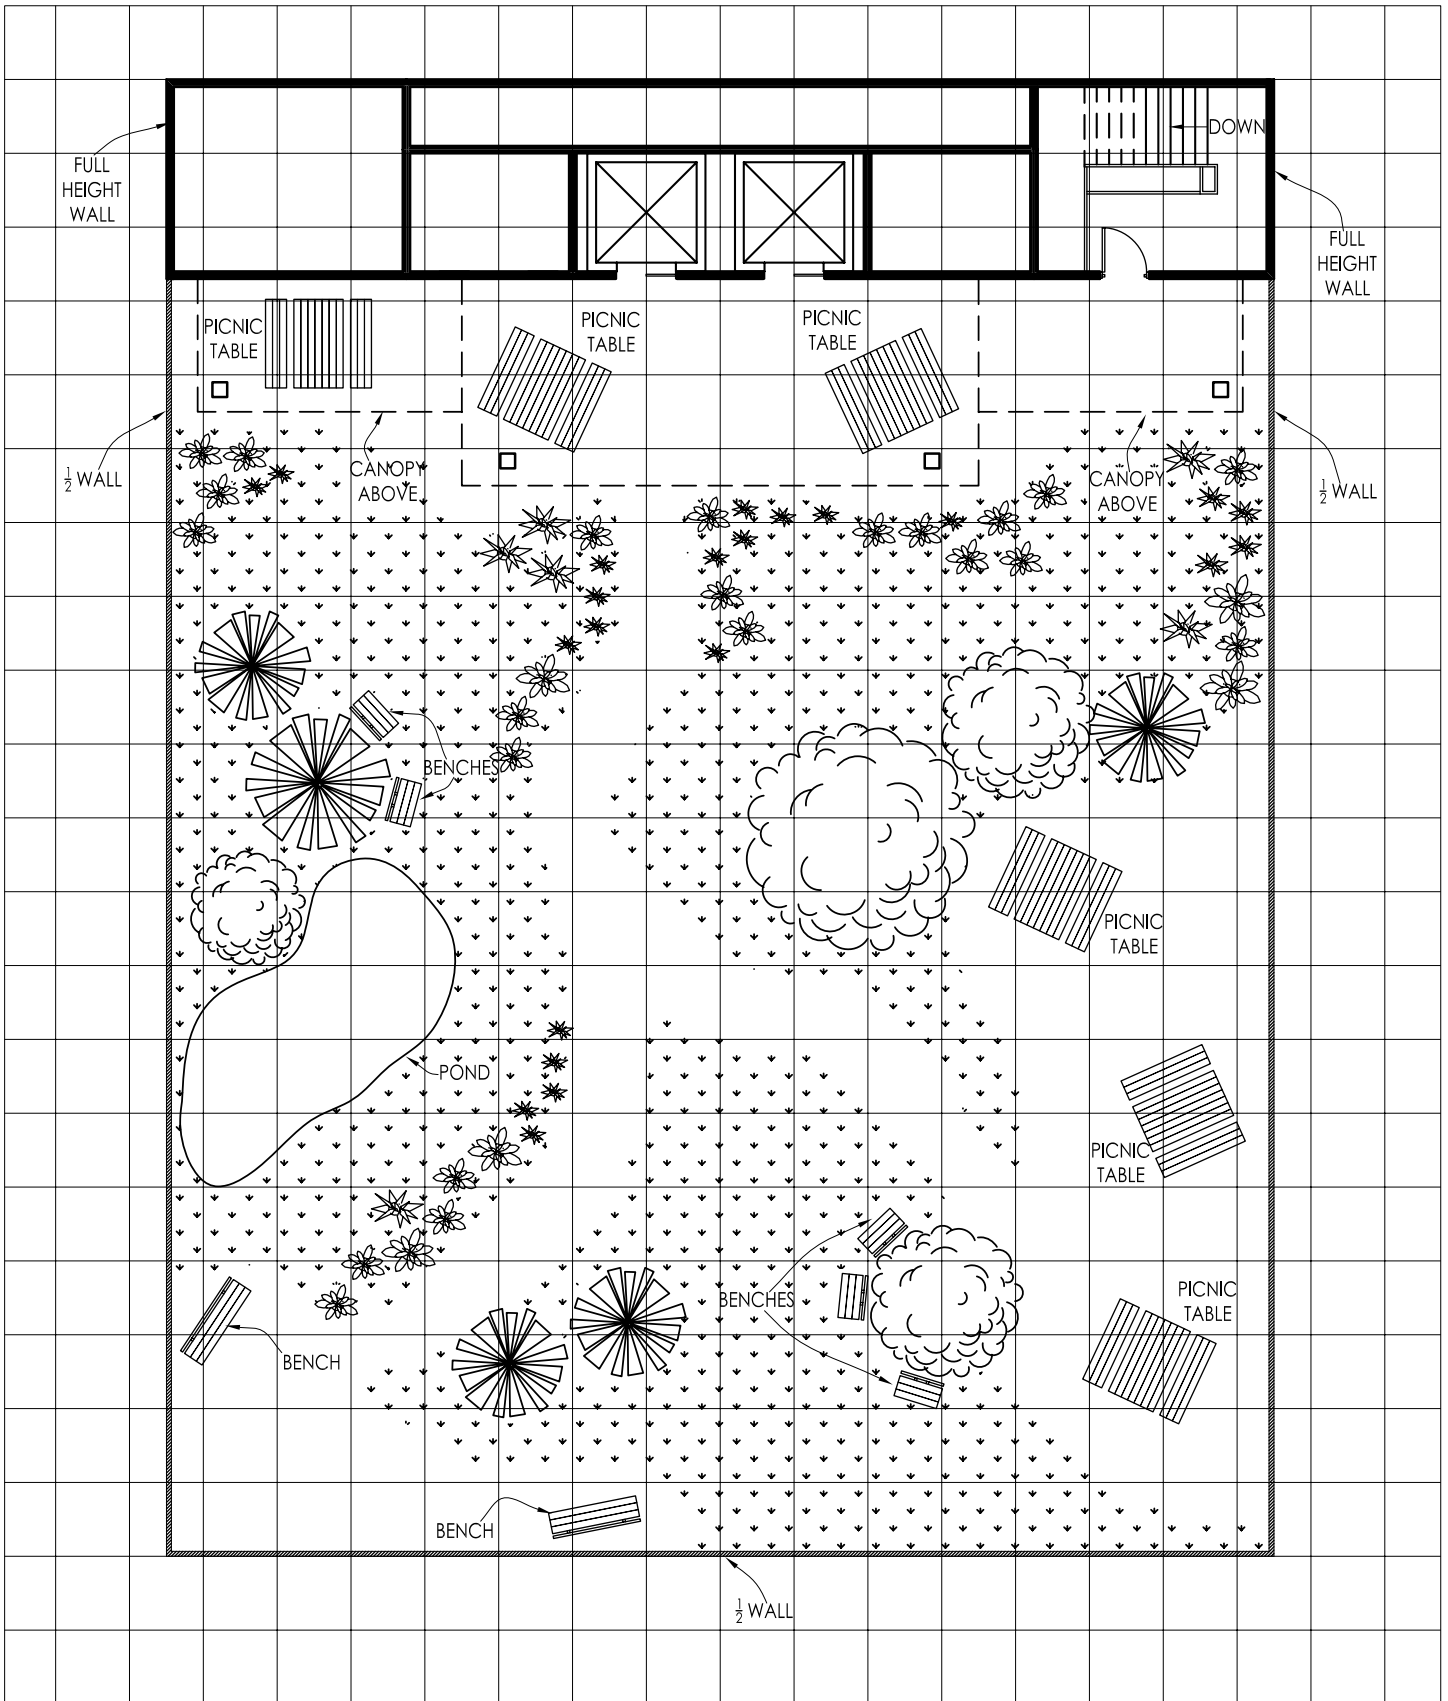 DOWN
FULL
HEIGHT
WALL
FULL
HEIGHT
WALL
PICNIC
TABLE
PICNIC
TABLE
PICNIC
TABLE
½ WALL
CANOPY
ABOVE
CANOPY
ABOVE
½ WALL
BENCHES
PICNIC
TABLE
POND
PICNIC
TABLE
BENCHES
PICNIC
TABLE
BENCH
BENCH
½ WALL